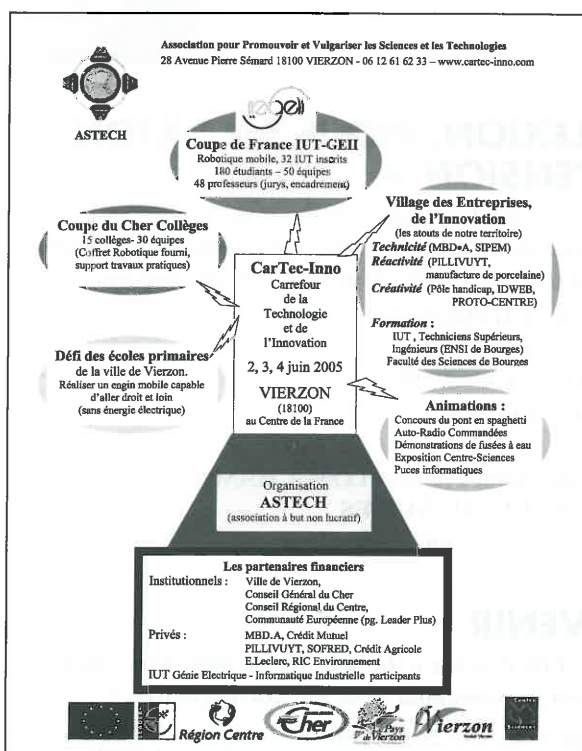 Association pour Promouvoir et Vulgariser les Sciences et les Technologies
28 Avenue Pierre Sémard 18100 VIERZON - 06 12 61 62 33 – www.cartec-inno.com
ASTECH
Coupe de France IUT-GEII
Robotique mobile, 32 IUT inscrits
180 étudiants – 50 équipes
48 professeurs (jurys, encadrement)
Coupe du Cher Collèges
15 collèges- 30 équipes
(Coffret Robotique fourni,
support travaux pratiques)
Défi des écoles primaires
de la ville de Vierzon.
Réaliser un engin mobile capable
d'aller droit et loin
(sans énergie électrique)
CarTec-Inno
Carrefour
de la
Technologie
et de
l'Innovation
2, 3, 4 juin 2005
VIERZON
(18100)
au Centre de la France
Village des Entreprises,
de l'Innovation
(les atouts de notre territoire)
Technicité (MBD•A, SIPEM)
Réactivité (PILLIVUYT,
manufacture de porcelaine)
Créativité (Pôle handicap, IDWEB,
PROTO-CENTRE)
Formation :
IUT , Techniciens Supérieurs,
Ingénieurs (ENSI de Bourges)
Faculté des Sciences de Bourges
Animations :
Concours du pont en spaghetti
Auto-Radio Commandées
Démonstrations de fusées à eau
Exposition Centre-Sciences
Puces informatiques
Organisation
ASTECH
(association à but non lucratif)
Les partenaires financiers
Institutionnels : Ville de Vierzon,
Conseil Général du Cher
Conseil Régional du Centre,
Communauté Européenne (pg. Leader Plus)
Privés : MBD.A, Crédit Mutuel
PILLIVUYT, SOFRED, Crédit Agricole
E.Leclerc, RIC Environnement
IUT Génie Electrique - Informatique Industrielle participants
Région Centre
Cher
Pays
de Vierzon
Vierzon
Centre
Sciences